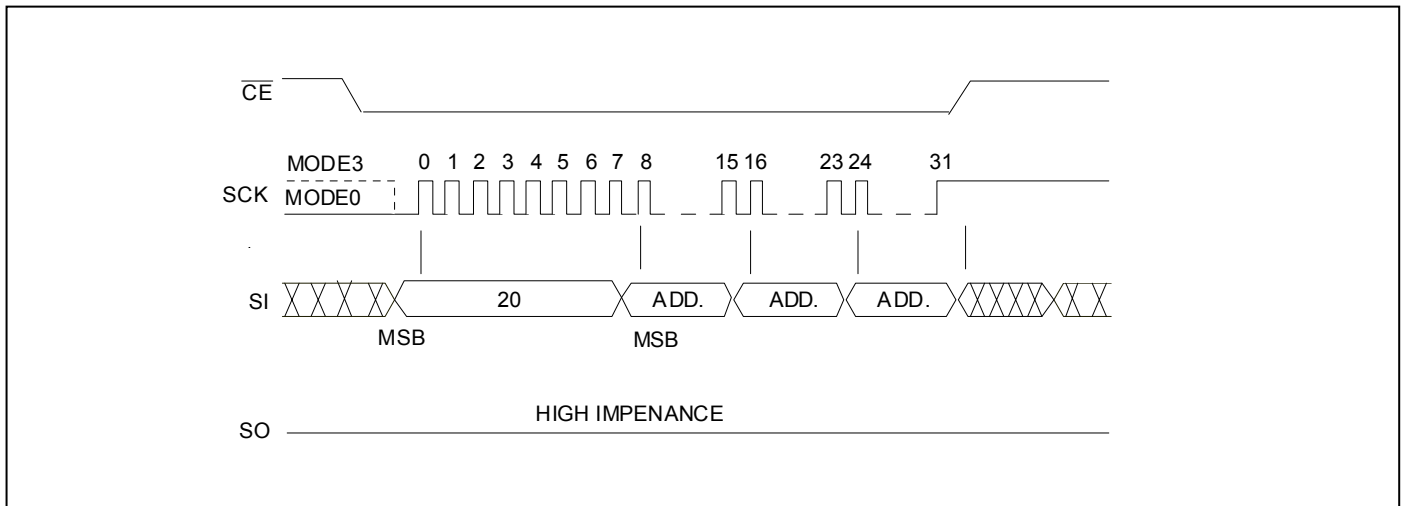 CE
MODE3 0 1 2 3 4 5 6 7 8 15 16 23 24 31
SCK MODE0
SI 20 ADD. ADD. ADD.
MSB MSB
HIGH IMPENANCE
SO